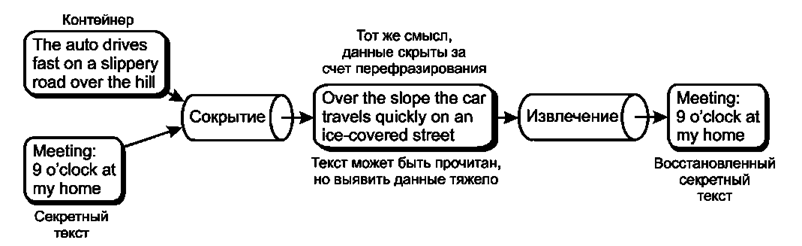 Контейнер
The auto drives
fast on a slippery
road over the hill
Meeting:
9 o'clock at
my home
Секретный
текст
Сокрытие
Тот же смысл,
данные скрыты за
счет перефразирования
Over the slope the car
travels quickly on an
ice-covered street
Текст может быть прочитан,
но выявить данные тяжело
Извлечение
Meeting:
9 o'clock at
my home
Восстановленный
секретный
текст